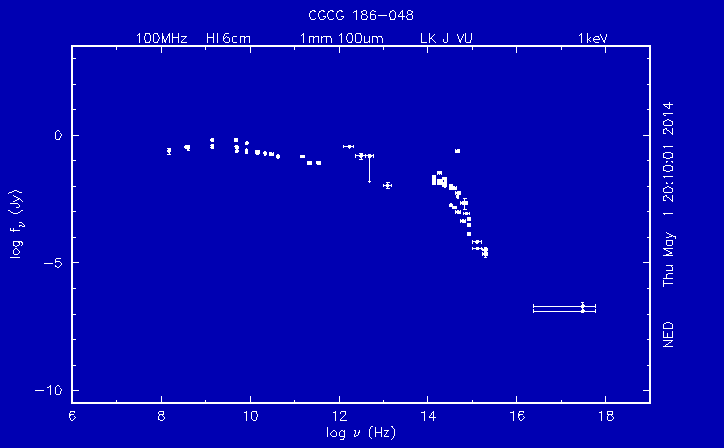 CGCG 186-048
100MHz HI 6cm 1mm 100um LK J VU 1keV
0
-5
-10
log fν (Jy)
6 8 10 12 14 16 18
log ν (Hz)
NED Thu May 1 20:10:01 2014